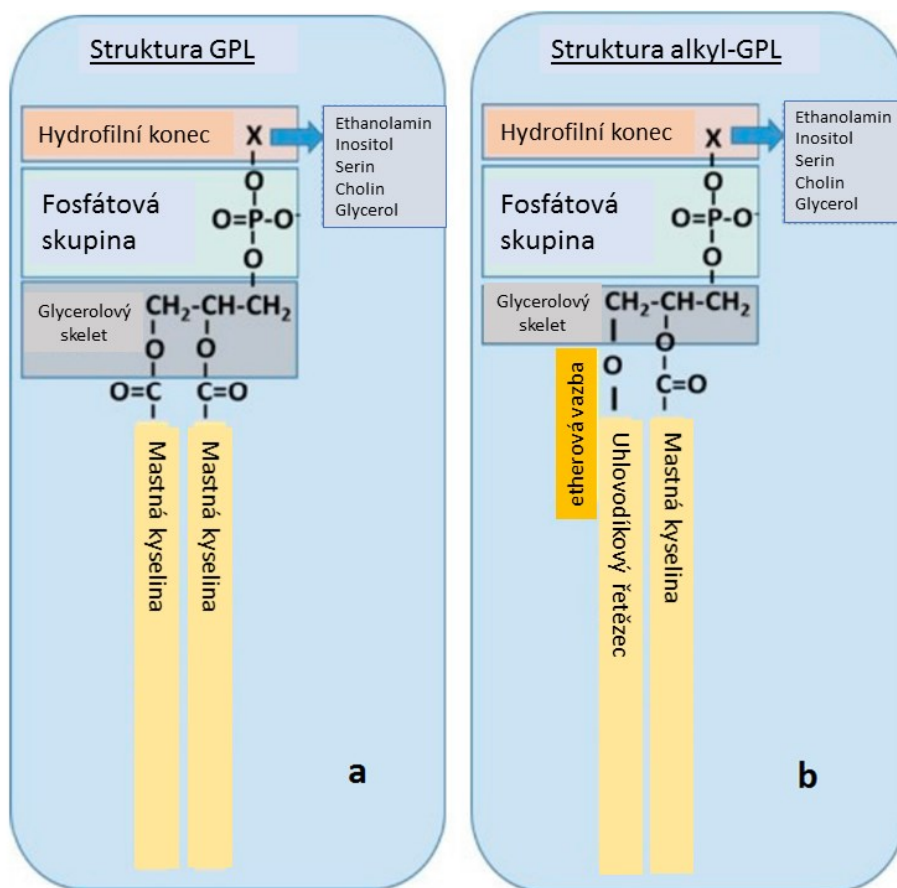 Struktura GPL
Hydrofilní konec
X
Ethanolamin
Inositol
Serin
Cholin
Glycerol
O
Fosfátová
skupina
O=P-O-
O
Glycerolový
skelet
CH2-CH-CH2
O O
O=C C=O
Mastná kyselina
Mastná kyselina
a
Struktura alkyl-GPL
Hydrofilní konec
X
Ethanolamin
Inositol
Serin
Cholin
Glycerol
O
Fosfátová
skupina
O=P-O-
O
Glycerolový
skelet
CH2-CH-CH2
O O
C=O
etherová vazba
Uhlovodíkový řetězec
Mastná kyselina
b